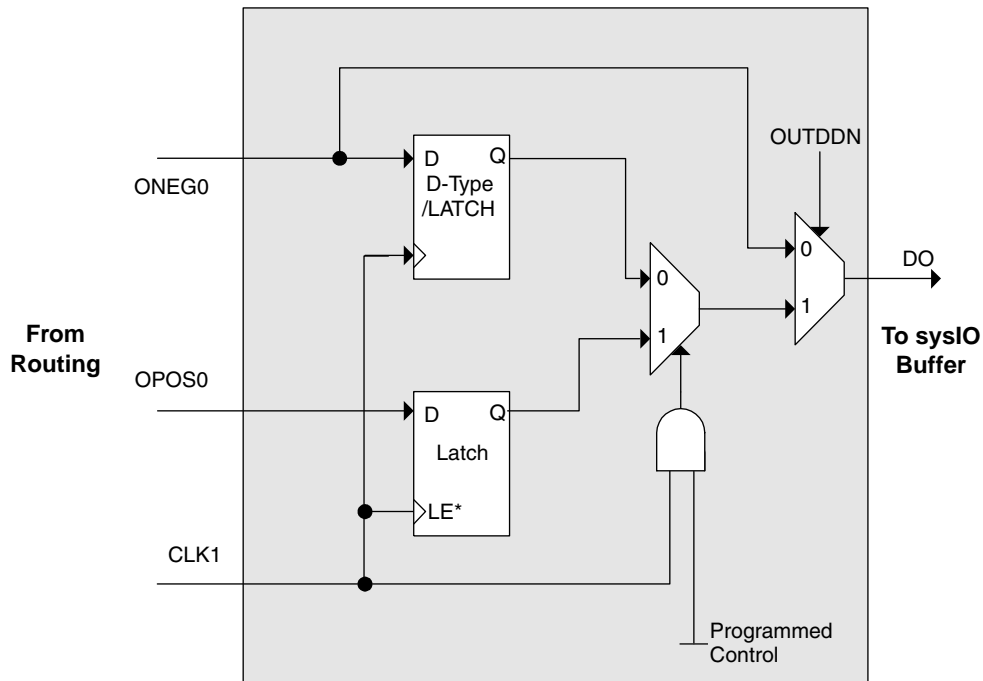 OUTDDN
D
Q
D-Type
/LATCH
ONEG0
0
1
0
1
DO
From
Routing
To sysIO
Buffer
OPOS0
D
Q
Latch
LE*
CLK1
Programmed
Control